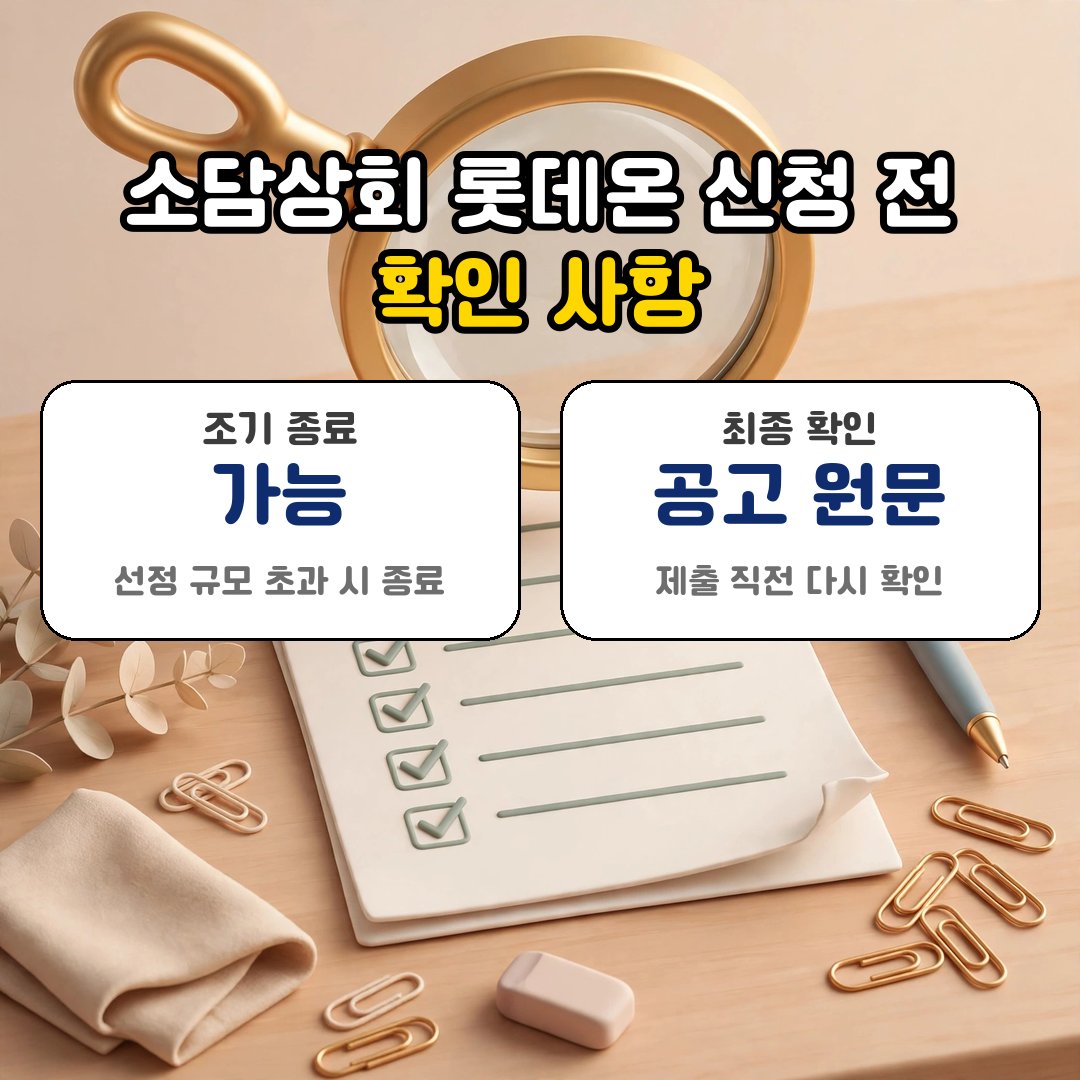 소담상회 롯데온 신청 전
확인 사항
조기 종료
가능
선정 규모 초과 시 종료
최종 확인
공고 원문
제출 직전 다시 확인